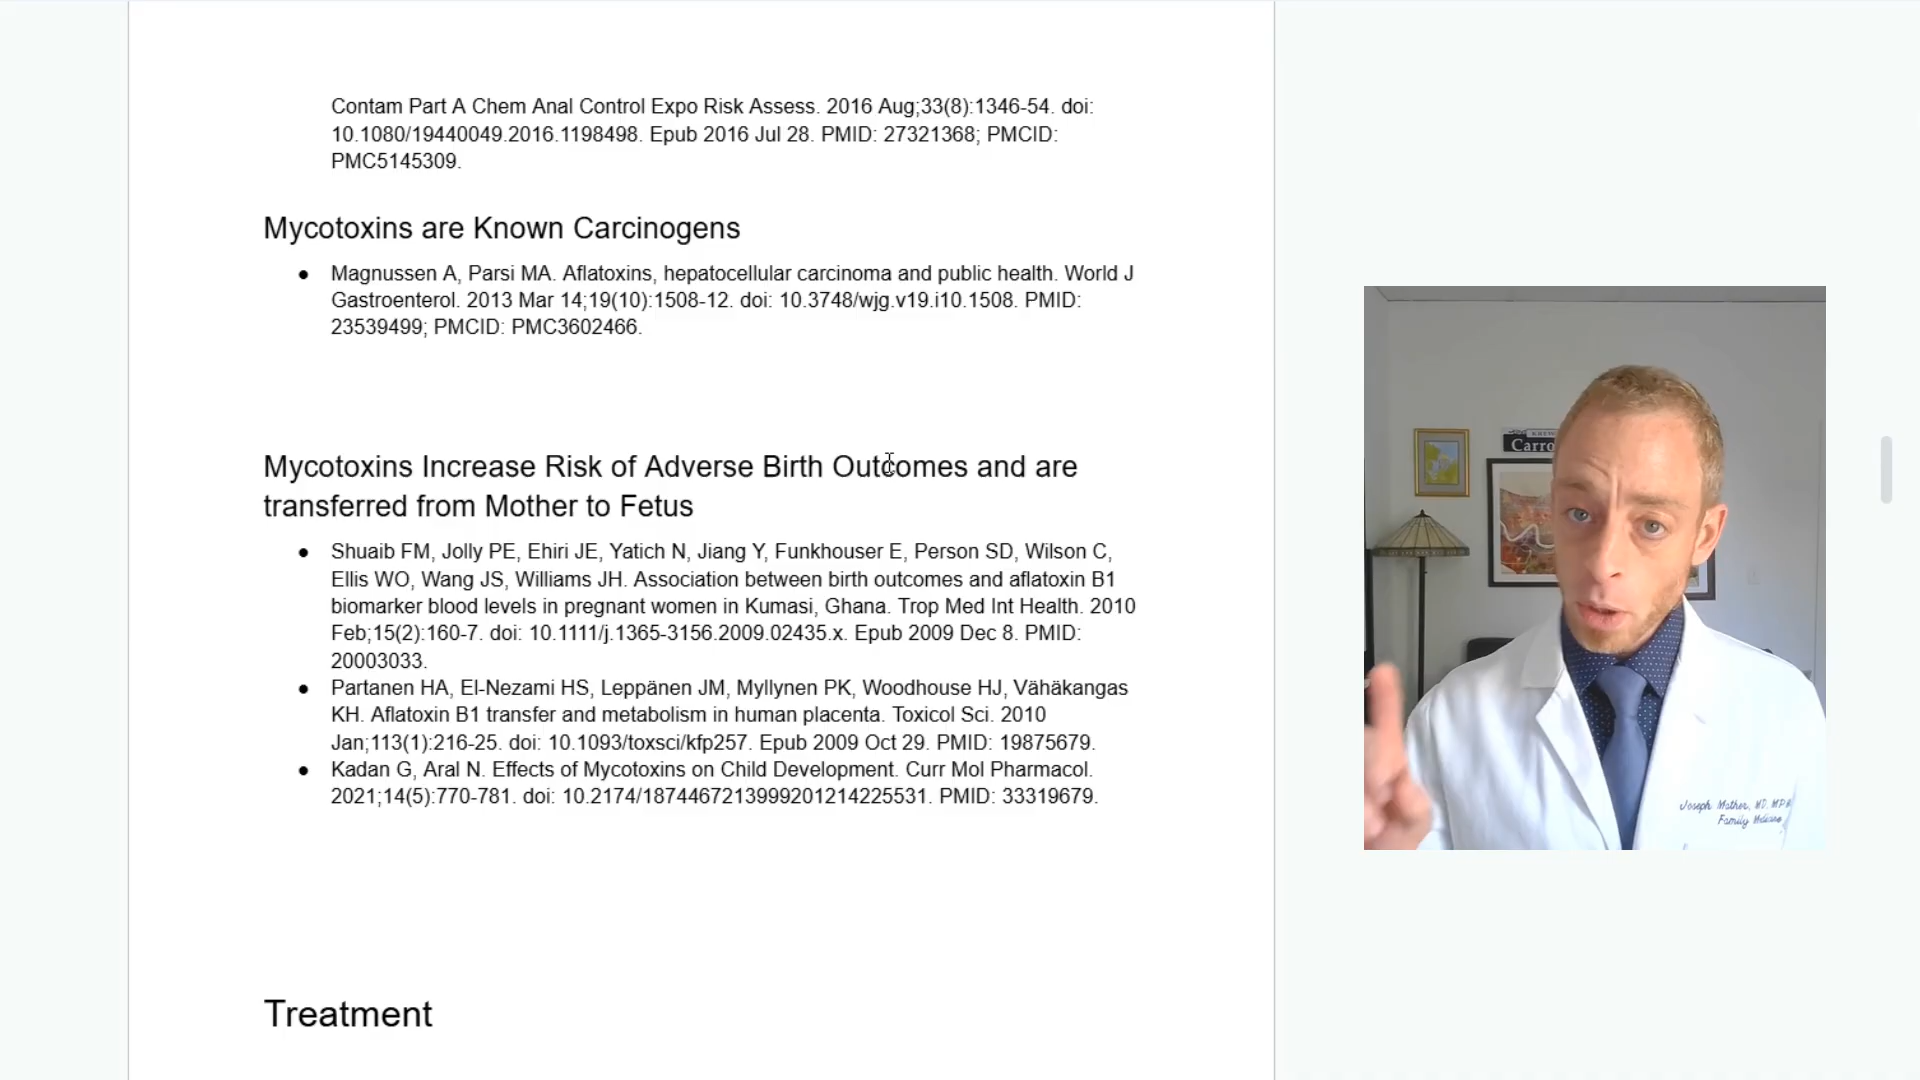 Contam Part A Chem Anal Control Expo Risk Assess. 2016 Aug;33(8):1346-54. doi:
10.1080/19440049.2016.1198498. Epub 2016 Jul 28. PMID: 27321368; PMCID:
PMC5145309.
Mycotoxins are Known Carcinogens
● Magnussen A, Parsi MA. Aflatoxins, hepatocellular carcinoma and public health. World J
Gastroenterol. 2013 Mar 14;19(10):1508-12. doi: 10.3748/wjg.v19.i10.1508. PMID:
23539499; PMCID: PMC3602466.
Mycotoxins Increase Risk of Adverse Birth Outcomes and are
transferred from Mother to Fetus
● Shuaib FM, Jolly PE, Ehiri JE, Yatich N, Jiang Y, Funkhouser E, Person SD, Wilson C,
Ellis WO, Wang JS, Williams JH. Association between birth outcomes and aflatoxin B1
biomarker blood levels in pregnant women in Kumasi, Ghana. Trop Med Int Health. 2010
Feb;15(2):160-7. doi: 10.1111/j.1365-3156.2009.02435.x. Epub 2009 Dec 8. PMID:
20003033.
● Partanen HA, El-Nezami HS, Leppänen JM, Myllynen PK, Woodhouse HJ, Vähäkangas
KH. Aflatoxin B1 transfer and metabolism in human placenta. Toxicol Sci. 2010
Jan;113(1):216-25. doi: 10.1093/toxsci/kfp257. Epub 2009 Oct 29. PMID: 19875679.
● Kadan G, Aral N. Effects of Mycotoxins on Child Development. Curr Mol Pharmacol.
2021;14(5):770-781. doi: 10.2174/1874467213999201214225531. PMID: 33319679.
Treatment
Carro
Joseph Mather, MD, MP
Family Medicine